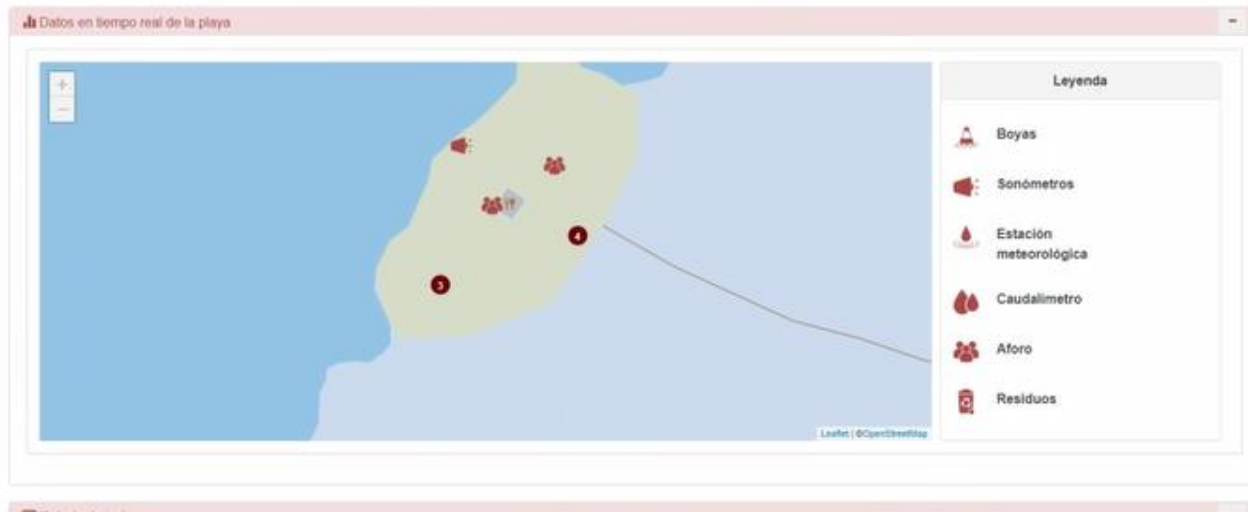 Datos en tiempo real de la playa
−
+
−
Leyenda
Boyas
Sonómetros
Estación
meteorológica
Caudalímetro
Aforo
Residuos
4
3
Leaflet | ©OpenStreetMap